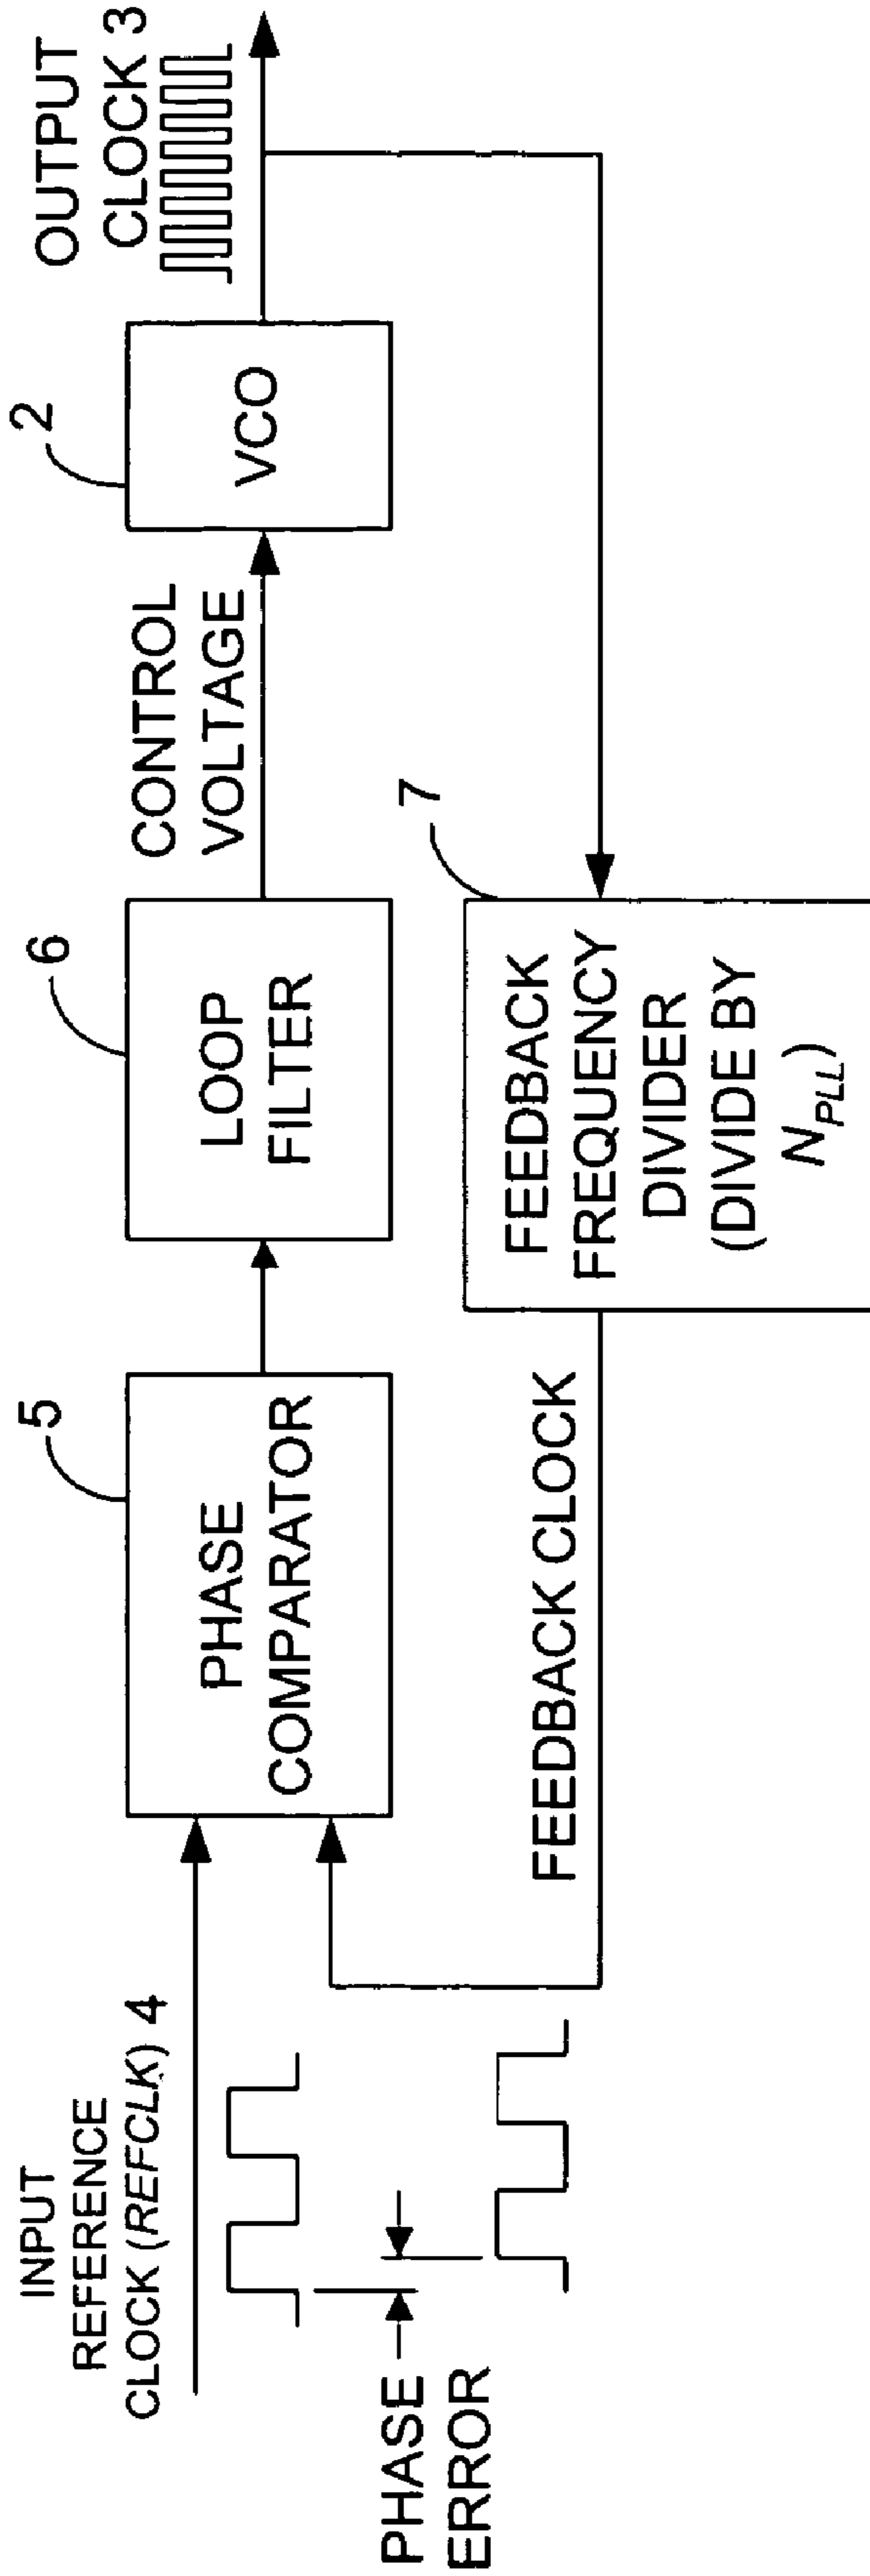 INPUT
REFERENCE
CLOCK (REFCLK) 4
PHASE
ERROR
5
PHASE
COMPARATOR
6
LOOP
FILTER
CONTROL
VOLTAGE
2
VCO
OUTPUT
CLOCK 3
FEEDBACK CLOCK
7
FEEDBACK
FREQUENCY
DIVIDER
(DIVIDE BY
N_PLL)